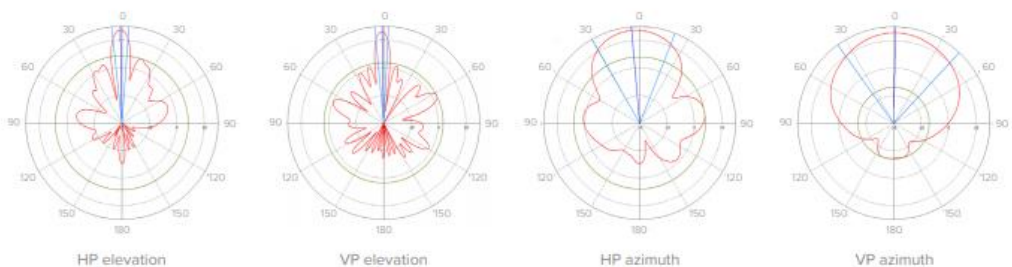 0 0 0 0
30 30 30 30 30 30 30 30
60 60 60 60 60 60 60 60
90 90 90 90 90 90 90 90
120 120 120 120 120 120 120 120
150 150 150 150 150 150 150 150
180 180 180 180
HP elevation VP elevation HP azimuth VP azimuth